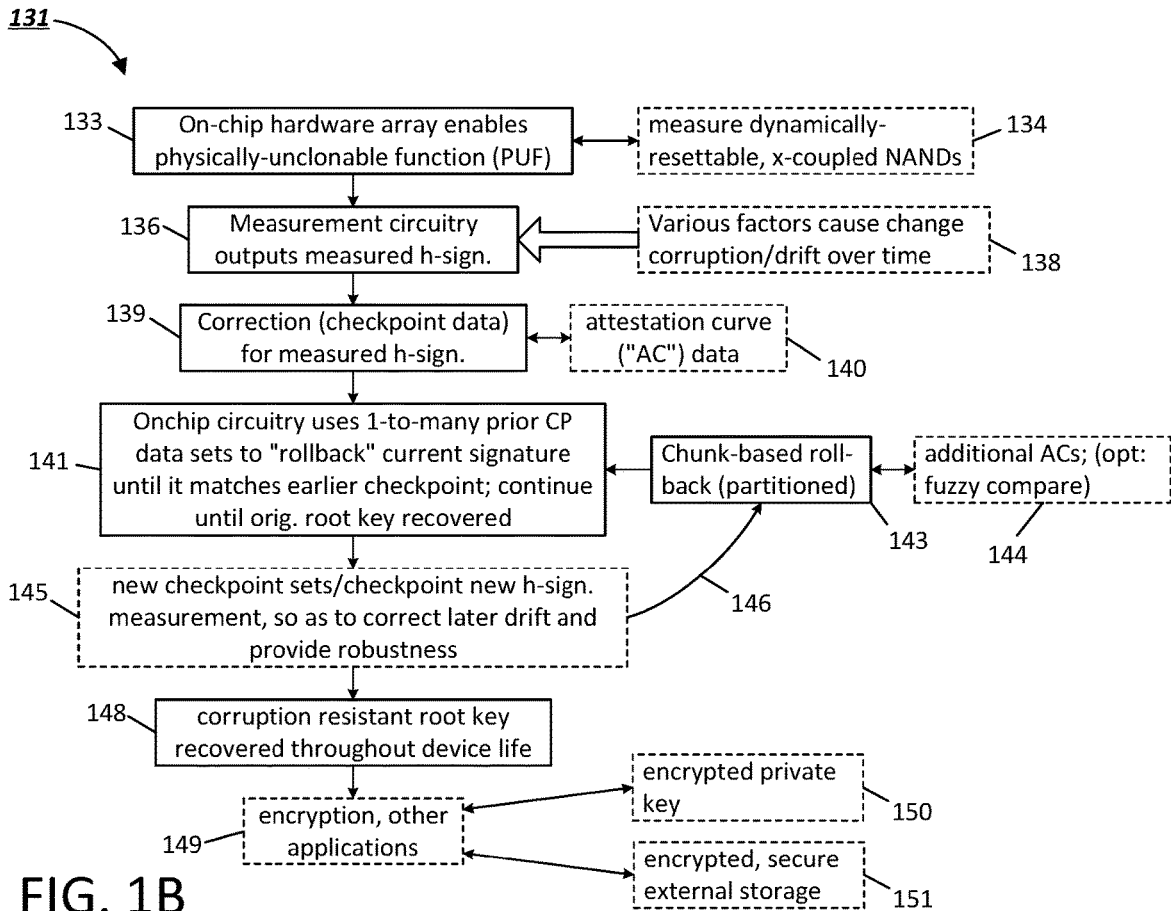 131
133
On-chip hardware array enables
physically-unclonable function (PUF)
measure dynamically-
resettable, x-coupled NANDs
134
136
Measurement circuitry
outputs measured h-sign.
Various factors cause change
corruption/drift over time
138
139
Correction (checkpoint data)
for measured h-sign.
attestation curve
("AC") data
140
141
Onchip circuitry uses 1-to-many prior CP
data sets to "rollback" current signature
until it matches earlier checkpoint; continue
until orig. root key recovered
Chunk-based roll-
back (partitioned)
143
additional ACs; (opt:
fuzzy compare)
144
145
new checkpoint sets/checkpoint new h-sign.
measurement, so as to correct later drift and
provide robustness
146
148
corruption resistant root key
recovered throughout device life
149
encryption, other
applications
encrypted private
key
150
encrypted, secure
external storage
151
FIG. 1B